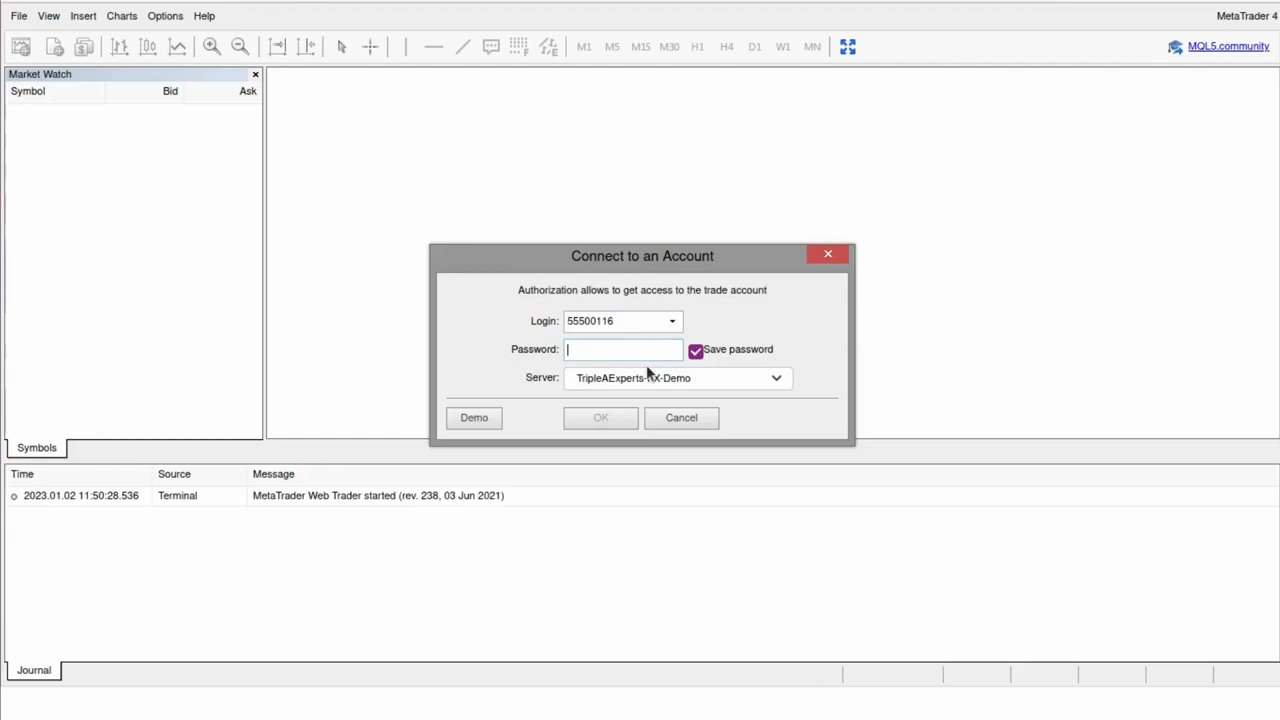 File View Insert Charts Options Help MetaTrader 4
M1 M5 M15 M30 H1 H4 D1 W1 MN MQL5.community
Market Watch
Symbol Bid Ask
Connect to an Account
Authorization allows to get access to the trade account
Login: 55500116
Password: Save password
Server: TripleAExperts-FX-Demo
Demo OK Cancel
Symbols
Time Source Message
2023.01.02 11:50:28.536 Terminal MetaTrader Web Trader started (rev. 238, 03 Jun 2021)
Journal